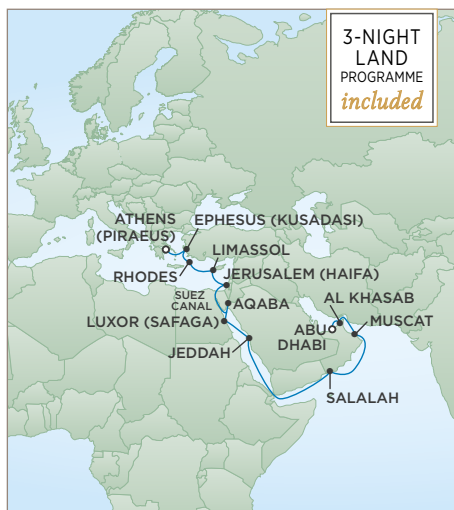 3-NIGHT
LAND
PROGRAMME
included
ATHENS
(PIRAEUS)
EPHESUS (KUSADASI)
LIMASSOL
RHODES
JERUSALEM (HAIFA)
SUEZ
CANAL
AQABA
AL KHASAB
LUXOR (SAFAGA)
MUSCAT
ABU
DHABI
JEDDAH
SALALAH